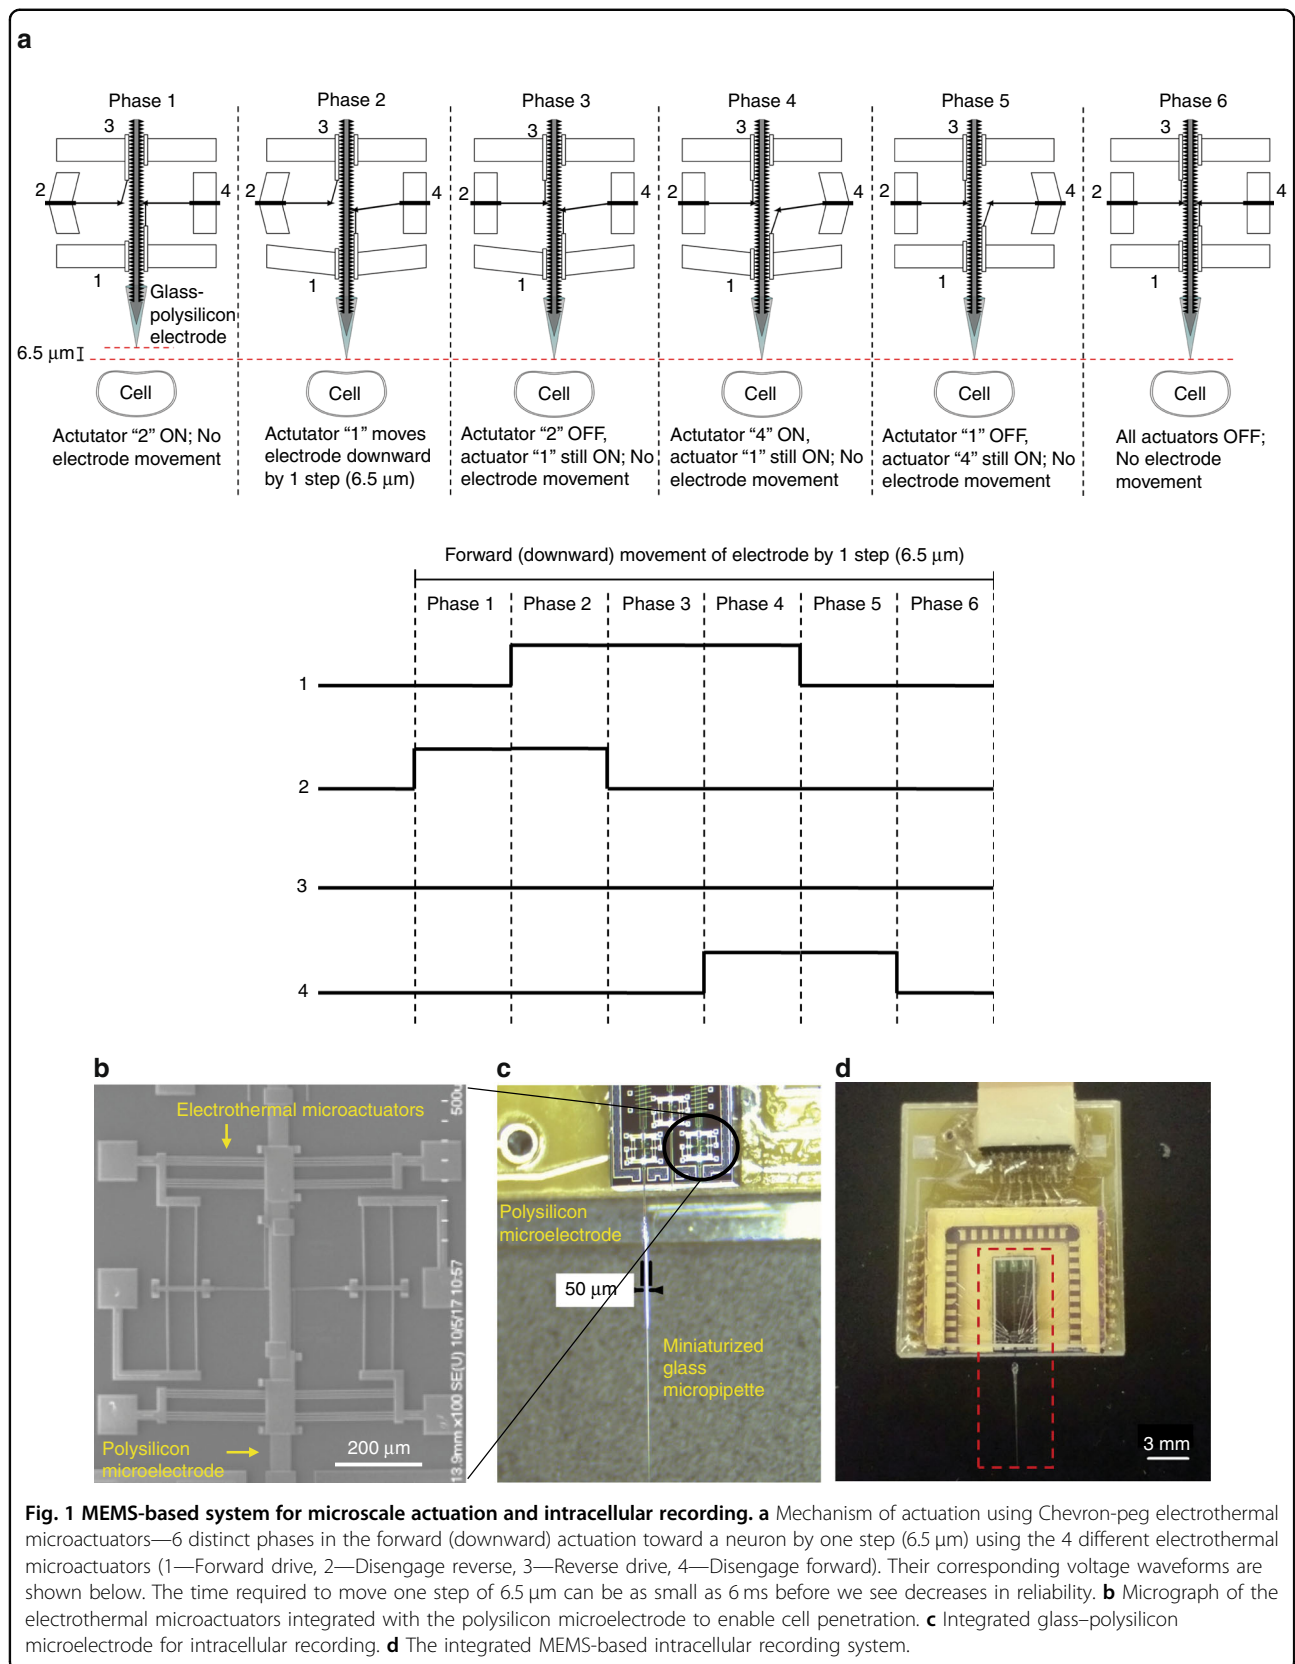 a
Phase 1
Phase 2
Phase 3
Phase 4
Phase 5
Phase 6
3
3
3
3
3
3
2
4
2
4
2
4
2
4
2
4
2
4
1
1
1
1
1
1
Glass-
polysilicon
electrode
6.5 µm
Cell
Cell
Cell
Cell
Cell
Cell
Actutator “2” ON; No
electrode movement
Actutator “1” moves
electrode downward
by 1 step (6.5 µm)
Actutator “2” OFF,
actuator “1” still ON; No
electrode movement
Actutator “4” ON,
actuator “1” still ON; No
electrode movement
Actutator “1” OFF,
actuator “4” still ON; No
electrode movement
All actuators OFF;
No electrode
movement
Forward (downward) movement of electrode by 1 step (6.5 µm)
Phase 1
Phase 2
Phase 3
Phase 4
Phase 5
Phase 6
1
2
3
4
b
Electrothermal microactuators
Polysilicon
microelectrode
200 µm
13.9mm x100 SE(U) 10/5/17 10:57
500u
c
Polysilicon
microelectrode
50 µm
Miniaturized
glass
micropipette
d
3 mm
Fig. 1 MEMS-based system for microscale actuation and intracellular recording. a Mechanism of actuation using Chevron-peg electrothermal
microactuators—6 distinct phases in the forward (downward) actuation toward a neuron by one step (6.5 µm) using the 4 different electrothermal
microactuators (1—Forward drive, 2—Disengage reverse, 3—Reverse drive, 4—Disengage forward). Their corresponding voltage waveforms are
shown below. The time required to move one step of 6.5 µm can be as small as 6 ms before we see decreases in reliability. b Micrograph of the
electrothermal microactuators integrated with the polysilicon microelectrode to enable cell penetration. c Integrated glass–polysilicon
microelectrode for intracellular recording. d The integrated MEMS-based intracellular recording system.